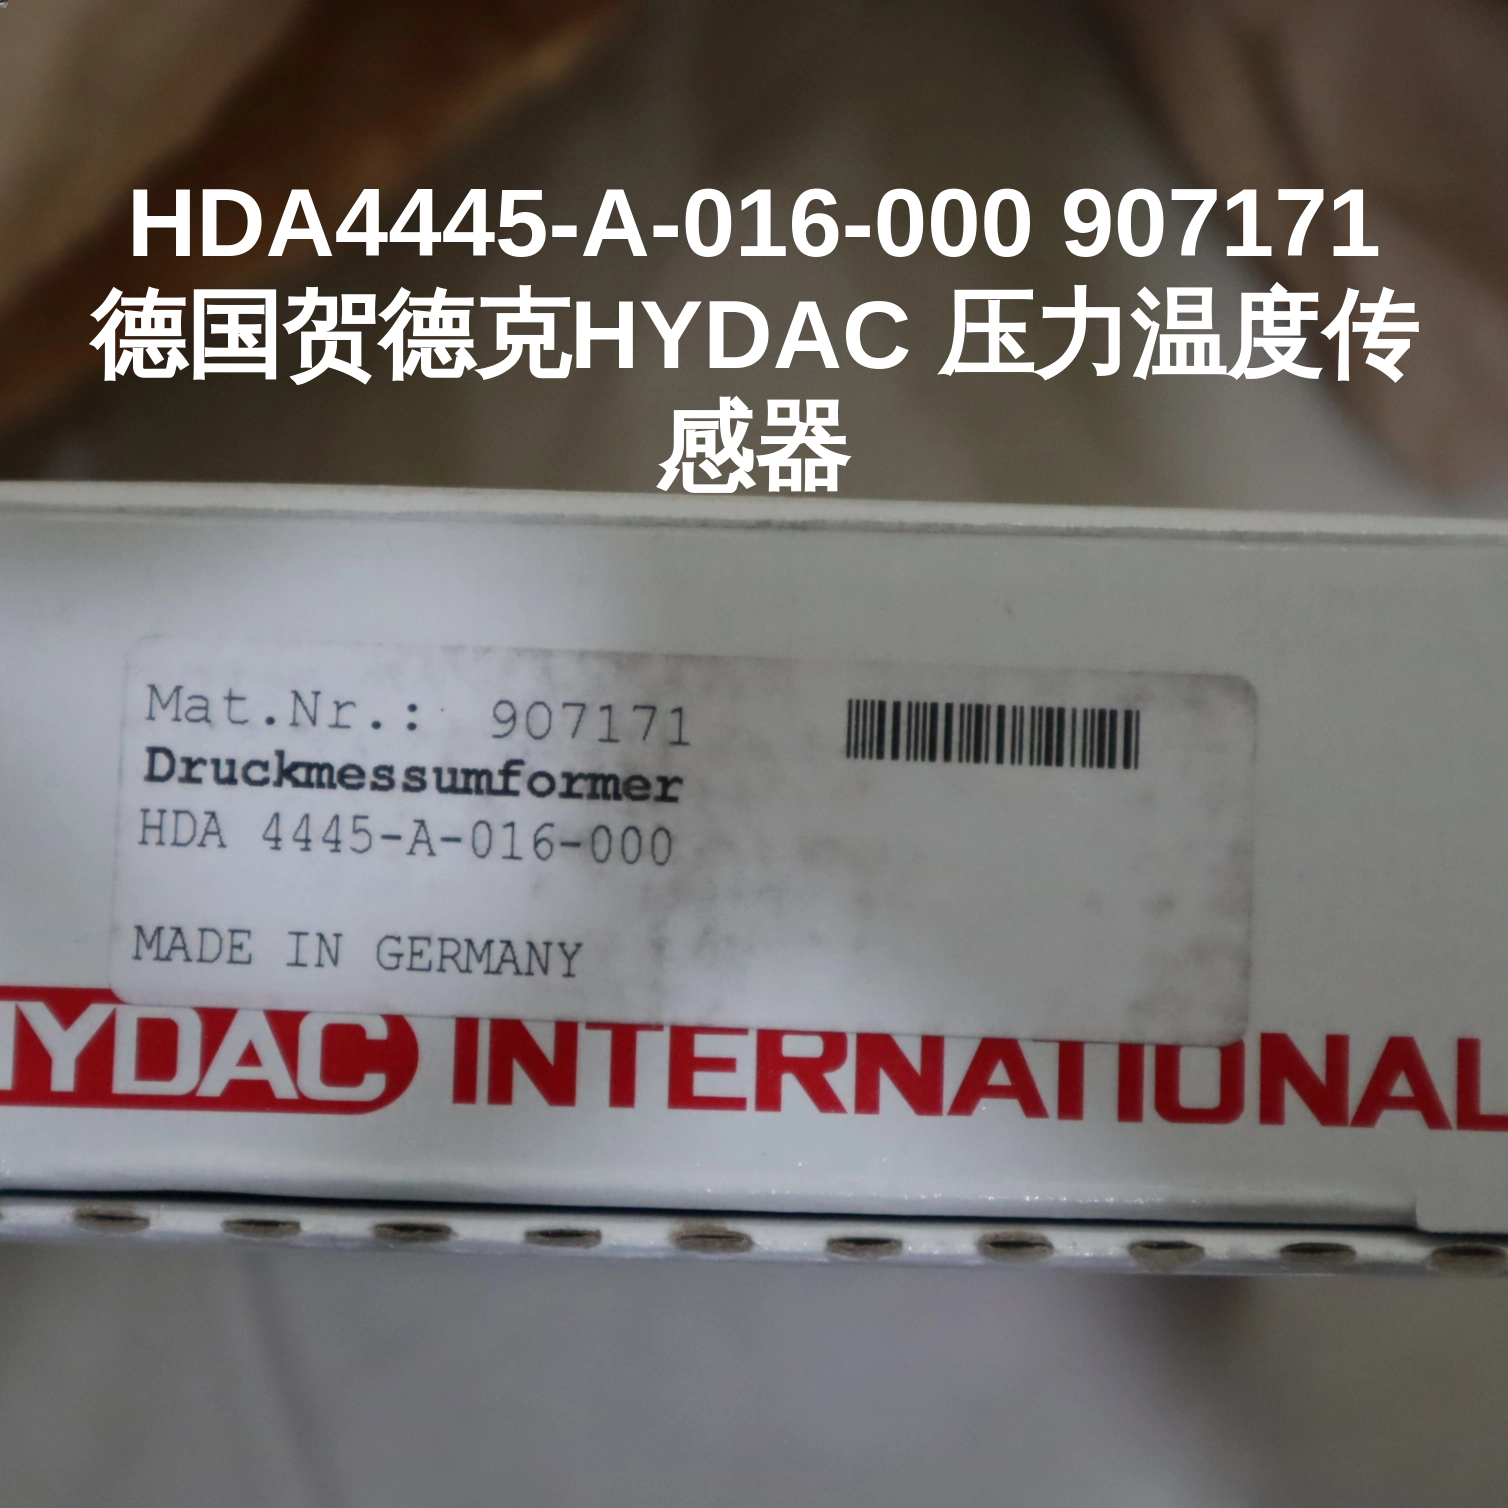 HDA4445-A-016-000 907171
德国贺德克HYDAC 压力温度传
感器
Mat.Nr.: 907171
Druckmessumformer
HDA 4445-A-016-000
MADE IN GERMANY
HYDAC INTERNATIONAL